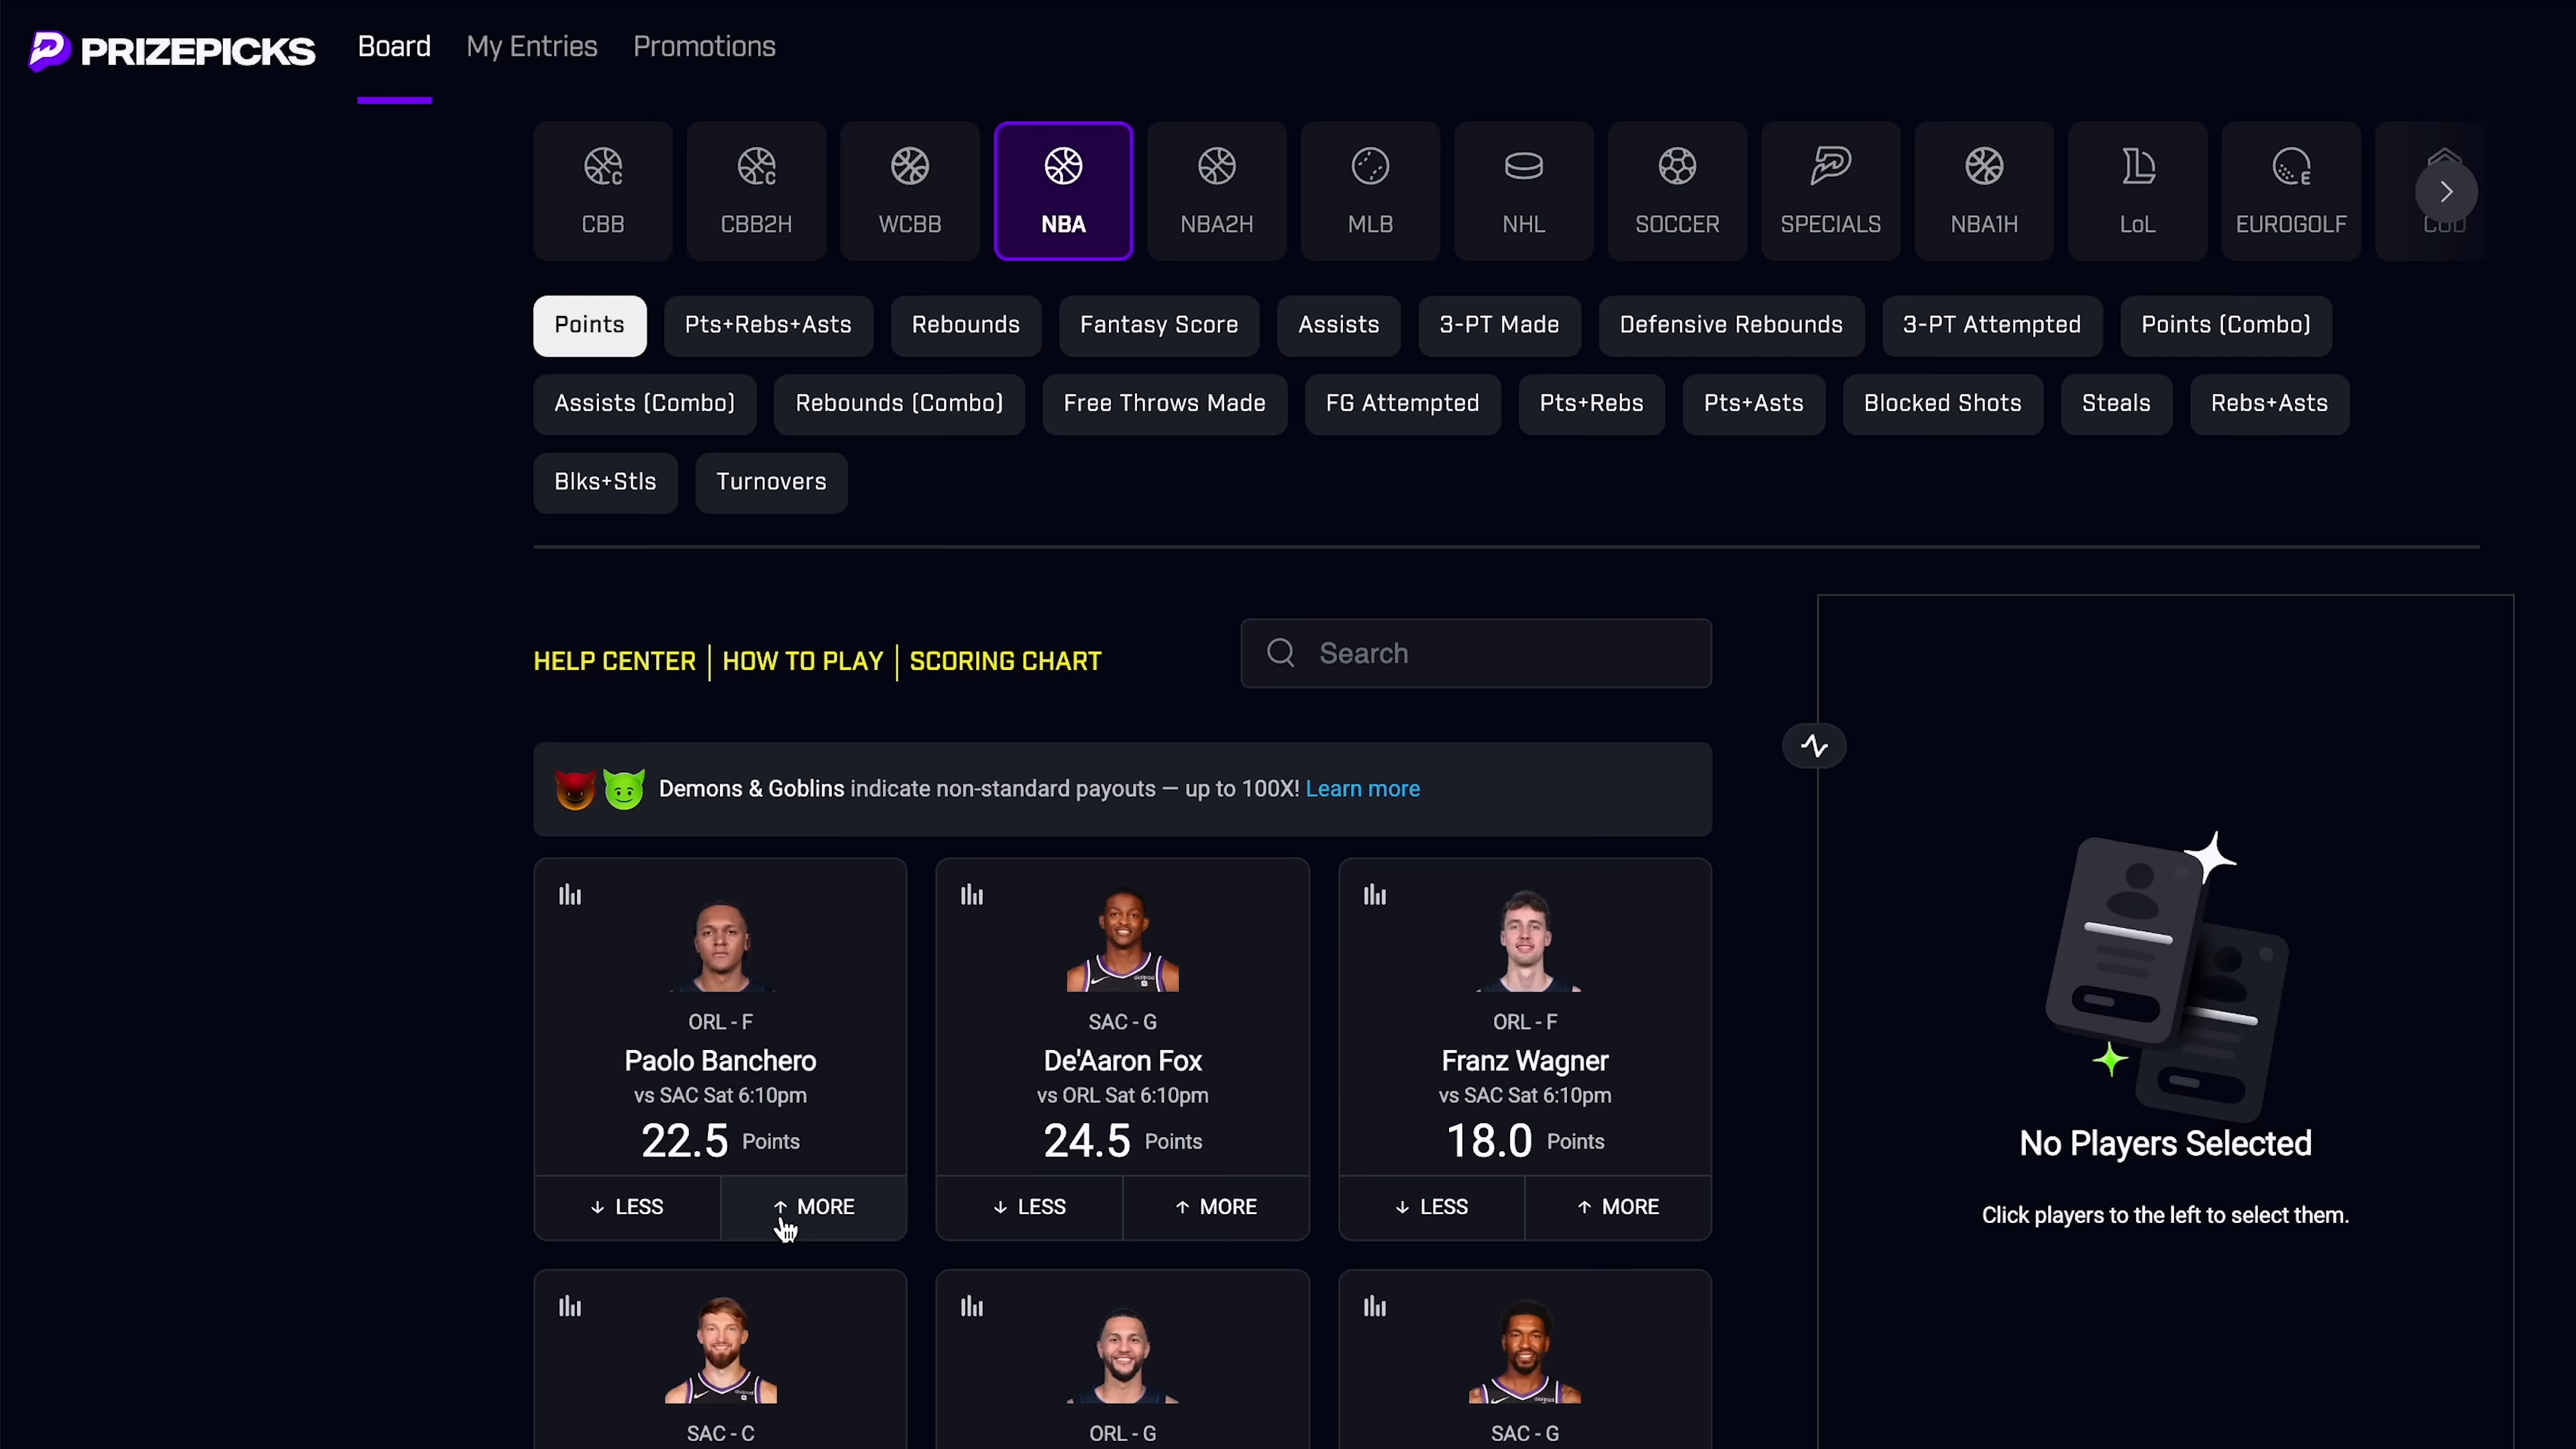 PRIZEPICKS Board My Entries Promotions
CBB CBB2H WCBB NBA NBA2H MLB NHL SOCCER SPECIALS NBA1H LoL EUROGOLF COD
Points Pts+Rebs+Asts Rebounds Fantasy Score Assists 3-PT Made Defensive Rebounds 3-PT Attempted Points (Combo)
Assists (Combo) Rebounds (Combo) Free Throws Made FG Attempted Pts+Rebs Pts+Asts Blocked Shots Steals Rebs+Asts
Blks+Stls Turnovers
HELP CENTER HOW TO PLAY SCORING CHART Search
Demons & Goblins indicate non-standard payouts — up to 100X! Learn more
ORL - F
Paolo Banchero
vs SAC Sat 6:10pm
22.5 Points
LESS MORE
SAC - G
De'Aaron Fox
vs ORL Sat 6:10pm
24.5 Points
LESS MORE
ORL - F
Franz Wagner
vs SAC Sat 6:10pm
18.0 Points
LESS MORE
SAC - C
ORL - G
SAC - G
No Players Selected
Click players to the left to select them.